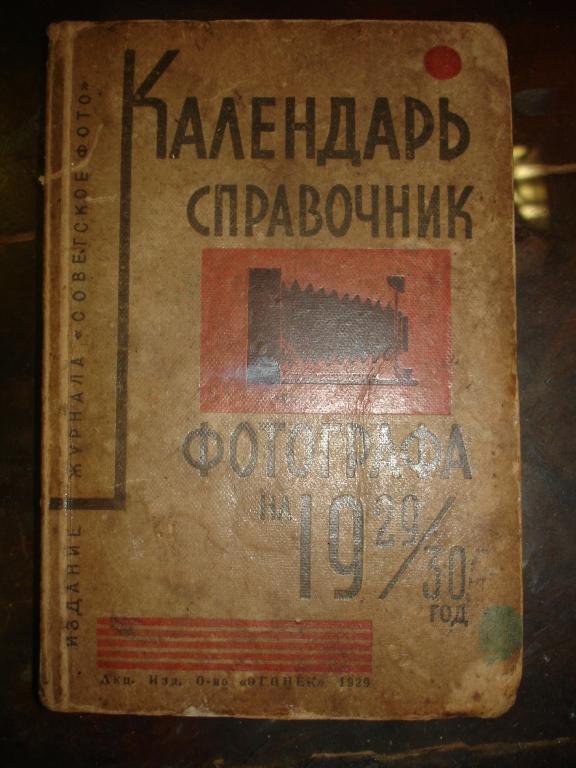 КАЛЕНДАРЬ
СПРАВОЧНИК
ФОТОГРАФА
НА 1929/30
ГОД
ИЗДАНИЕ ЖУРНАЛА «СОВЕТСКОЕ ФОТО»
Акц. Изд. О-во «ОГОНЕК» 1929